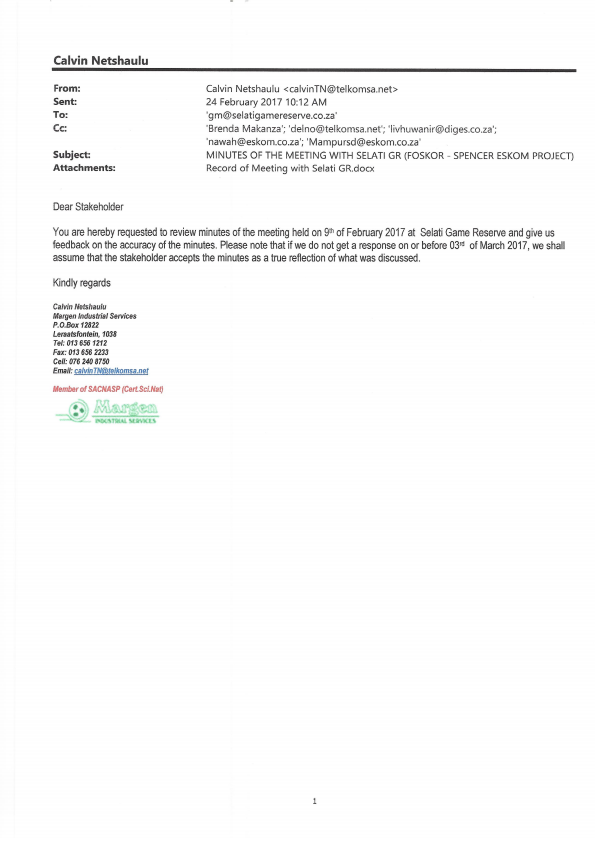 Calvin Netshaulu
From: Calvin Netshaulu <calvinTN@telkomsa.net>
Sent: 24 February 2017 10:12 AM
To: 'gm@selatigamereserve.co.za'
Cc: 'Brenda Makanza'; 'delno@telkomsa.net'; 'livhuwanir@diges.co.za';
'nawah@eskom.co.za'; 'Mampursd@eskom.co.za'
Subject: MINUTES OF THE MEETING WITH SELATI GR (FOSKOR - SPENCER ESKOM PROJECT)
Attachments: Record of Meeting with Selati GR.docx
Dear Stakeholder
You are hereby requested to review minutes of the meeting held on 9th of February 2017 at Selati Game Reserve and give us
feedback on the accuracy of the minutes. Please note that if we do not get a response on or before 03rd of March 2017, we shall
assume that the stakeholder accepts the minutes as a true reflection of what was discussed.
Kindly regards
Calvin Netshaulu
Margen Industrial Services
P.O.Box 12822
Leraatsfontein, 1038
Tel: 013 656 1212
Fax: 013 656 2233
Cell: 076 240 8750
Email: calvinTN@telkomsa.net
Member of SACNASP (Cert.Sci.Nat)
Margen
INDUSTRIAL SERVICES
1